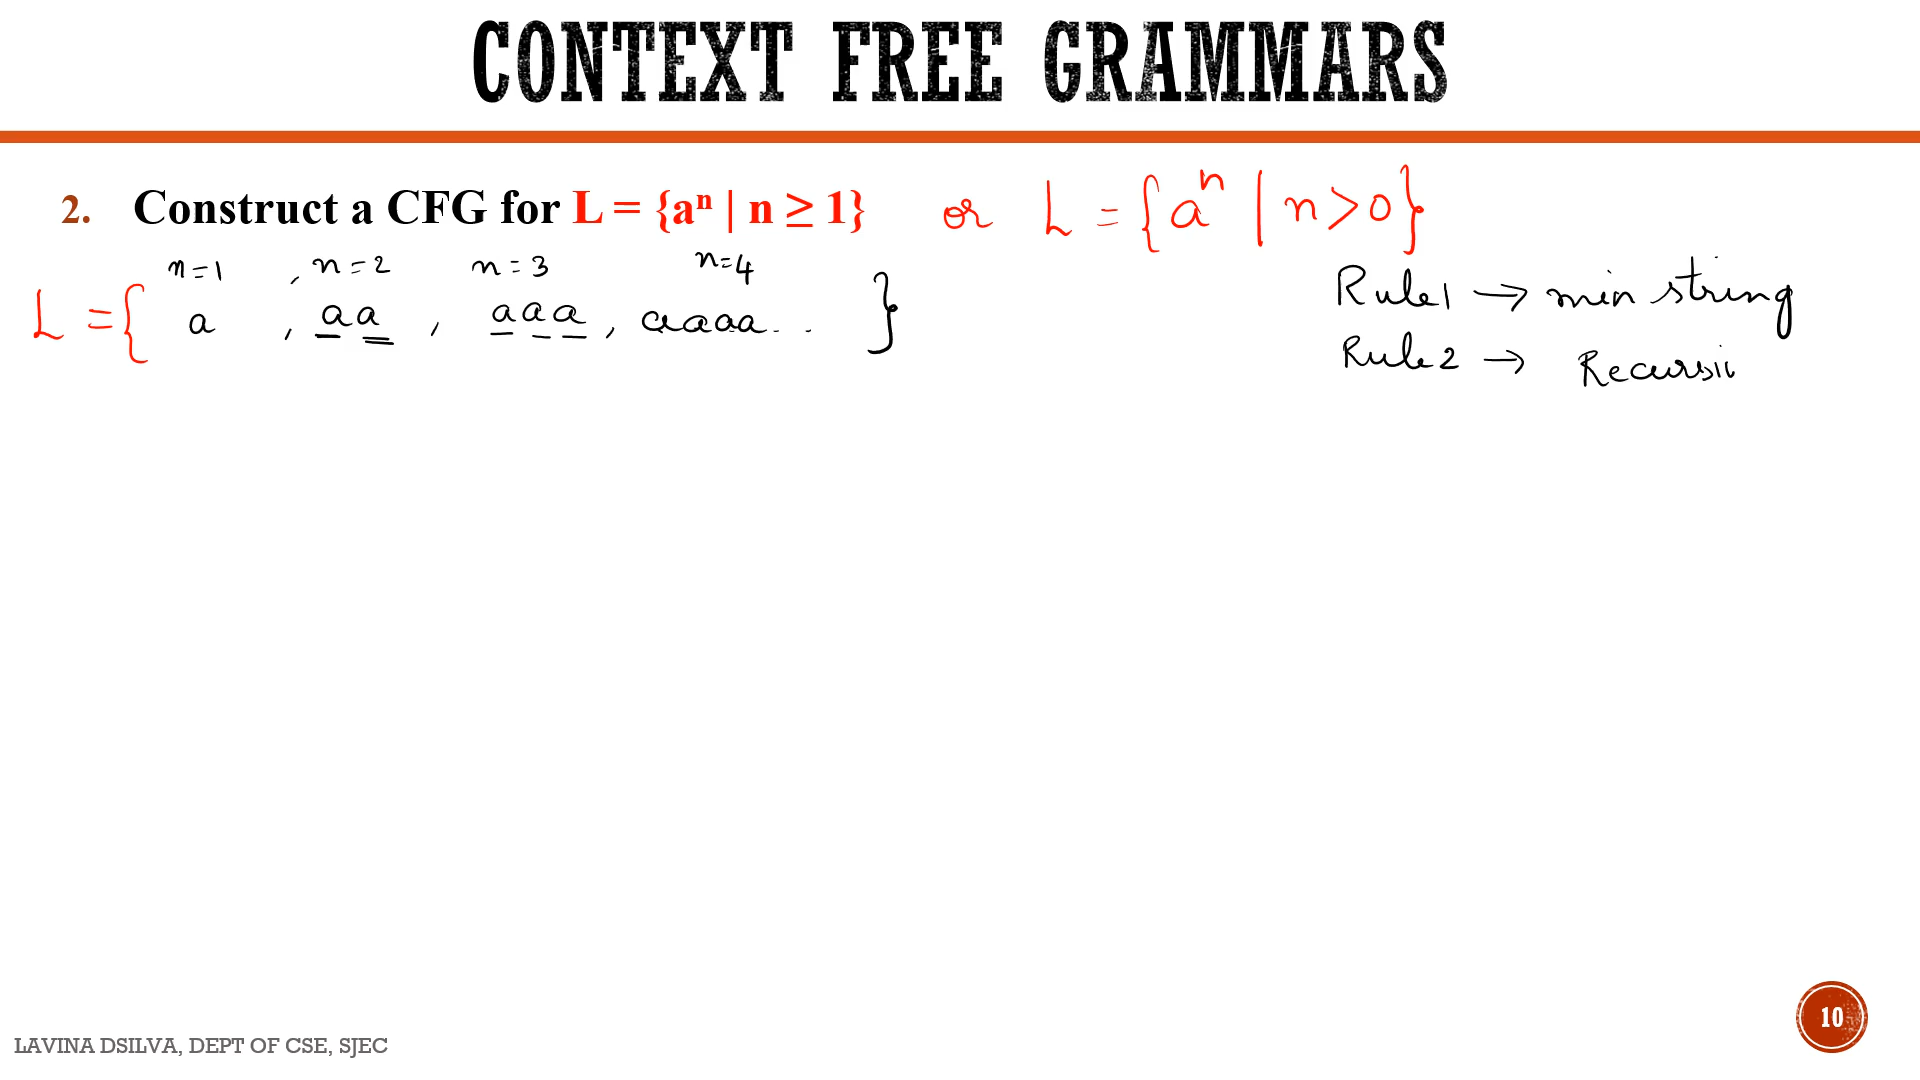 CONTEXT FREE GRAMMARS
2. Construct a CFG for L = {aⁿ | n ≥ 1} or L = {aⁿ | n > 0}
n=1 , n=2 n=3 n=4
L = { a , aa , aaa , aaaa... }
Rule1 → min string
Rule2 → Recursi
LAVINA DSILVA, DEPT OF CSE, SJEC
10